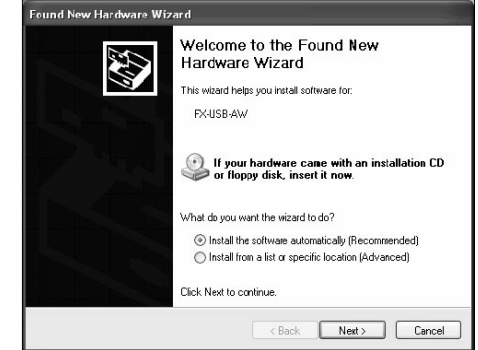 Found New Hardware Wizard
Welcome to the Found New
Hardware Wizard
This wizard helps you install software for:
FX-USB-AW
If your hardware came with an installation CD
or floppy disk, insert it now.
What do you want the wizard to do?
Install the software automatically (Recommended)
Install from a list or specific location (Advanced)
Click Next to continue.
< Back
Next >
Cancel